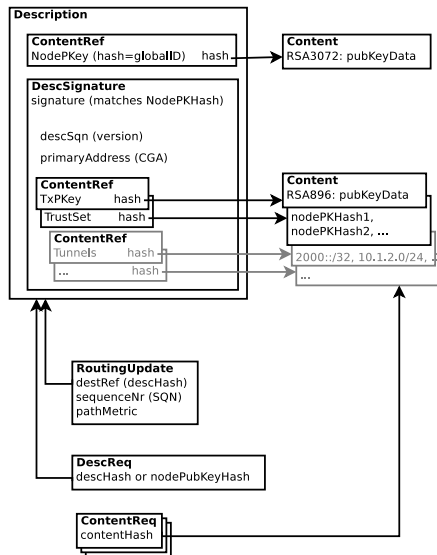 Description
ContentRef
NodePKey (hash=globalID) hash
Content
RSA3072: pubKeyData
DescSignature
signature (matches NodePKHash)
descSqn (version)
primaryAddress (CGA)
ContentRef
TxPKey hash
TrustSet hash
Content
RSA896: pubKeyData
nodePKHash1,
nodePKHash2, ...
ContentRef
Tunnels hash
... hash
2000::/32, 10.1.2.0/24, ..
...
RoutingUpdate
destRef (descHash)
sequenceNr (SQN)
pathMetric
DescReq
descHash or nodePubKeyHash
ContentReq
contentHash